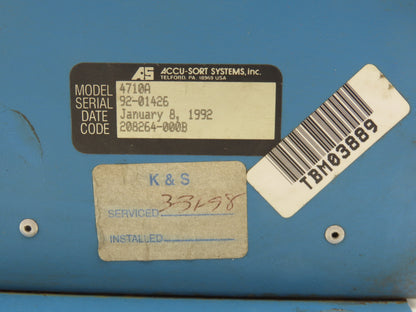 AS ACCU-SORT SYSTEMS, inc.
TELFORD, PA. 18969 USA
MODEL 4710A
SERIAL 92-01426
DATE January 8, 1992
CODE 208264-000B
TBM03889
K & S
SERVICED 3-31-98
INSTALLED